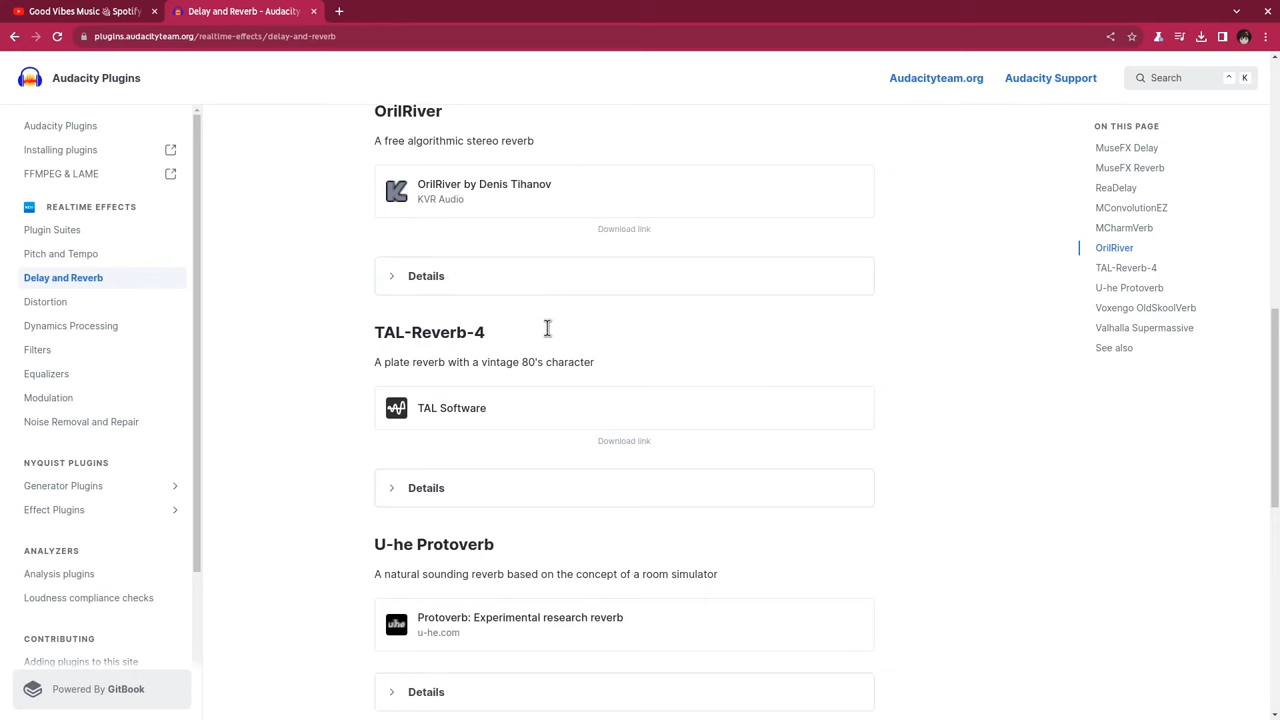 Good Vibes Music 🎶 Spotify
Delay and Reverb - Audacity
plugins.audacityteam.org/realtime-effects/delay-and-reverb
Audacity Plugins
Audacityteam.org
Audacity Support
Search
^
K
Audacity Plugins
Installing plugins
FFMPEG & LAME
REALTIME EFFECTS
Plugin Suites
Pitch and Tempo
Delay and Reverb
Distortion
Dynamics Processing
Filters
Equalizers
Modulation
Noise Removal and Repair
NYQUIST PLUGINS
Generator Plugins
Effect Plugins
ANALYZERS
Analysis plugins
Loudness compliance checks
CONTRIBUTING
Adding plugins to this site
Powered By GitBook
OrilRiver
A free algorithmic stereo reverb
OrilRiver by Denis Tihanov
KVR Audio
Download link
Details
TAL-Reverb-4
A plate reverb with a vintage 80's character
TAL Software
Download link
Details
U-he Protoverb
A natural sounding reverb based on the concept of a room simulator
u-he
Protoverb: Experimental research reverb
u-he.com
Details
ON THIS PAGE
MuseFX Delay
MuseFX Reverb
ReaDelay
MConvolutionEZ
MCharmVerb
OrilRiver
TAL-Reverb-4
U-he Protoverb
Voxengo OldSkoolVerb
Valhalla Supermassive
See also